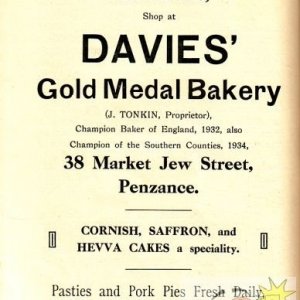 Shop at
DAVIES'
Gold Medal Bakery
(J. TONKIN, Proprietor),
Champion Baker of England, 1932, also
Champion of the Southern Counties, 1934,
38 Market Jew Street,
Penzance.
CORNISH, SAFFRON, and
HEVVA CAKES a speciality.
Pasties and Pork Pies Fresh Daily.